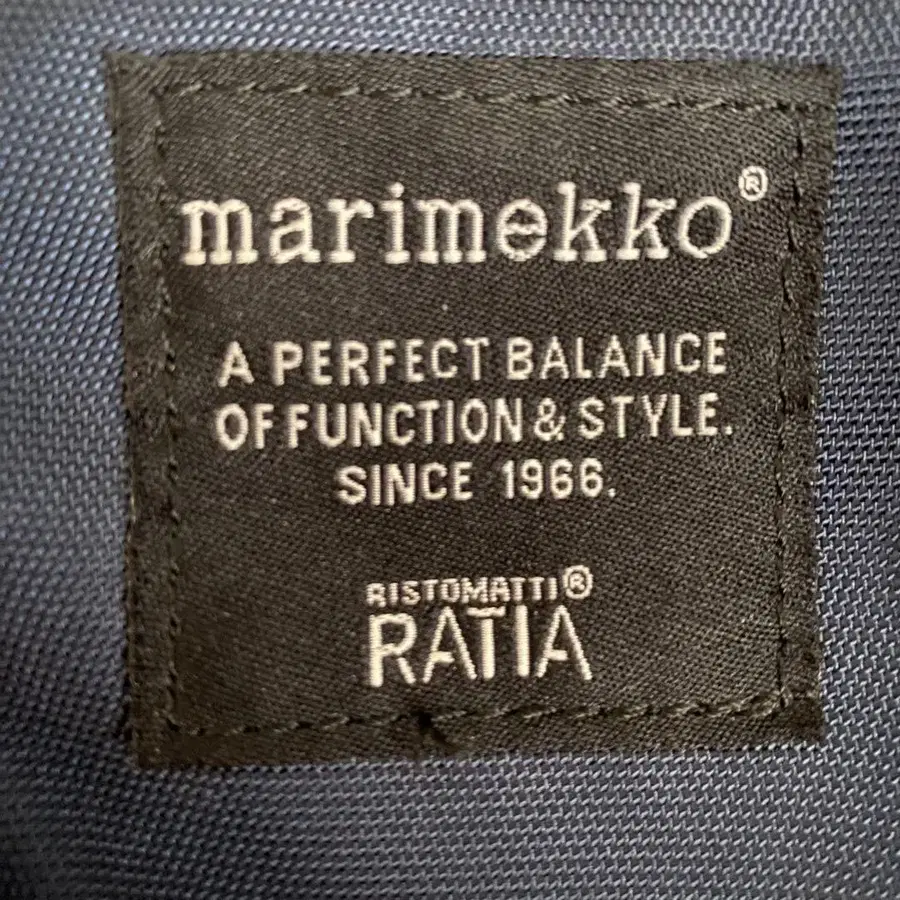 marimekko®
A PERFECT BALANCE
OF FUNCTION & STYLE.
SINCE 1966.
RISTOMATTI®
RATIA